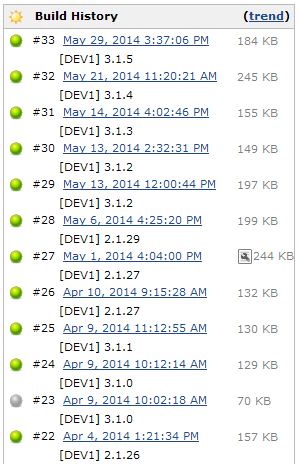 Build History (trend)
#33 May 29, 2014 3:37:06 PM 184 KB
[DEV1] 3.1.5
#32 May 21, 2014 11:20:21 AM 245 KB
[DEV1] 3.1.4
#31 May 14, 2014 4:02:46 PM 155 KB
[DEV1] 3.1.3
#30 May 13, 2014 2:32:31 PM 149 KB
[DEV1] 3.1.2
#29 May 13, 2014 12:00:44 PM 197 KB
[DEV1] 3.1.2
#28 May 6, 2014 4:25:20 PM 199 KB
[DEV1] 2.1.29
#27 May 1, 2014 4:04:00 PM 244 KB
[DEV1] 2.1.27
#26 Apr 10, 2014 9:15:28 AM 132 KB
[DEV1] 2.1.27
#25 Apr 9, 2014 11:12:55 AM 130 KB
[DEV1] 3.1.1
#24 Apr 9, 2014 10:12:14 AM 129 KB
[DEV1] 3.1.0
#23 Apr 9, 2014 10:02:18 AM 70 KB
[DEV1] 3.1.0
#22 Apr 4, 2014 1:21:34 PM 157 KB
[DEV1] 2.1.26